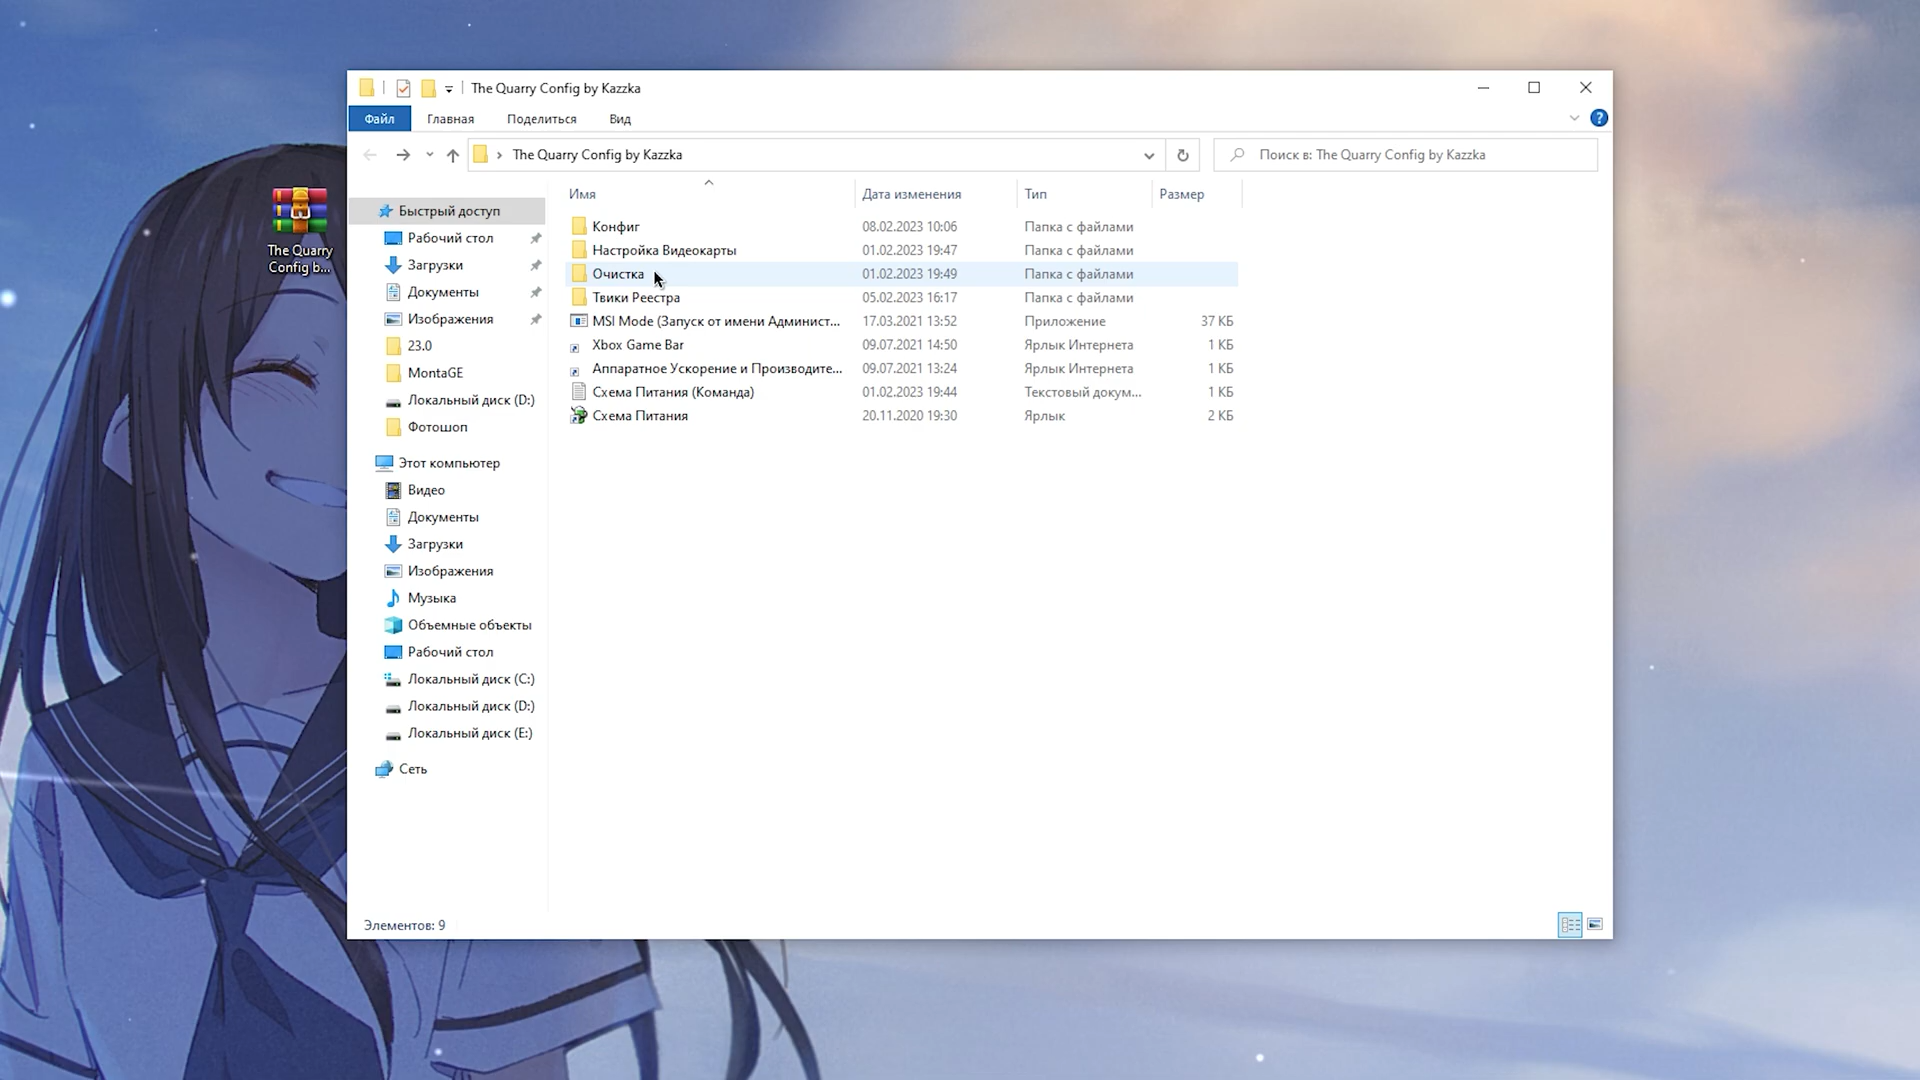 The Quarry Config by Kazzka
Файл Главная Поделиться Вид
The Quarry Config by Kazzka
Поиск в: The Quarry Config by Kazzka
The Quarry
Config b...
Быстрый доступ
Рабочий стол
Загрузки
Документы
Изображения
23.0
MontaGE
Локальный диск (D:)
Фотошоп
Этот компьютер
Видео
Документы
Загрузки
Изображения
Музыка
Объемные объекты
Рабочий стол
Локальный диск (C:)
Локальный диск (D:)
Локальный диск (E:)
Сеть
Имя Дата изменения Тип Размер
Конфиг 08.02.2023 10:06 Папка с файлами
Настройка Видеокарты 01.02.2023 19:47 Папка с файлами
Очистка 01.02.2023 19:49 Папка с файлами
Твики Реестра 05.02.2023 16:17 Папка с файлами
MSI Mode (Запуск от имени Админист... 17.03.2021 13:52 Приложение 37 КБ
Xbox Game Bar 09.07.2021 14:50 Ярлык Интернета 1 КБ
Аппаратное Ускорение и Производите... 09.07.2021 13:24 Ярлык Интернета 1 КБ
Схема Питания (Команда) 01.02.2023 19:44 Текстовый докум... 1 КБ
Схема Питания 20.11.2020 19:30 Ярлык 2 КБ
Элементов: 9